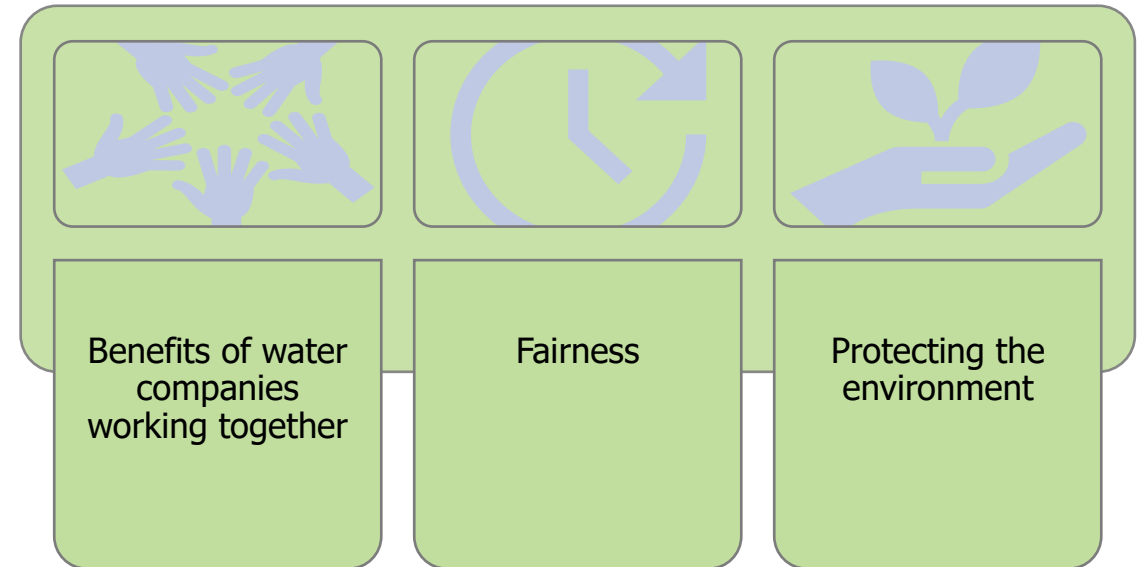 Benefits of water
companies
working together
Fairness
Protecting the
environment